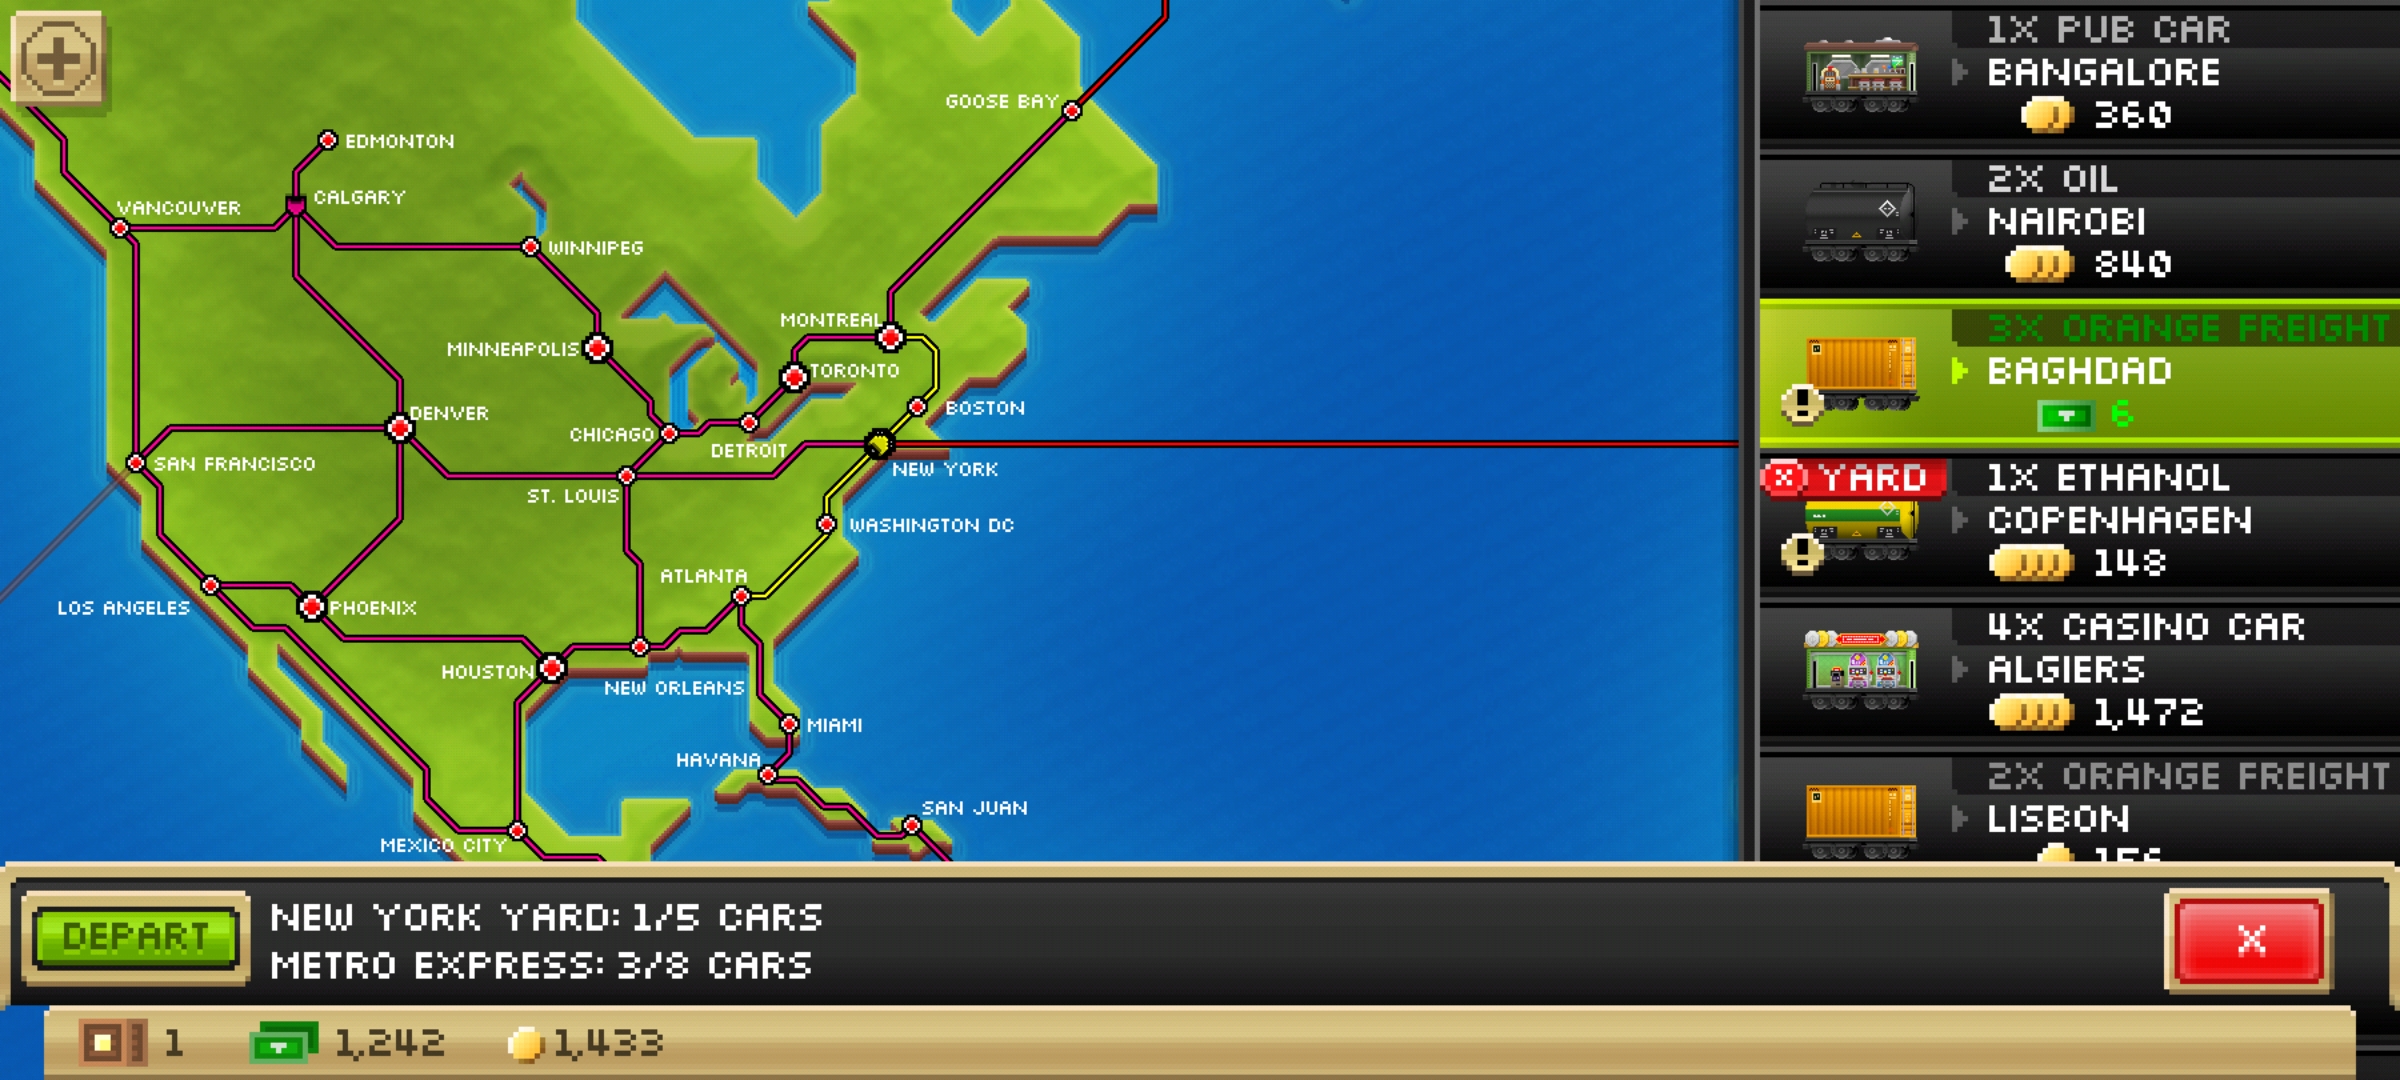 GOOSE BAY
EDMONTON
CALGARY
VANCOUVER
WINNIPEG
MONTREAL
MINNEAPOLIS
TORONTO
DENVER
BOSTON
CHICAGO
DETROIT
SAN FRANCISCO
NEW YORK
ST. LOUIS
WASHINGTON DC
ATLANTA
LOS ANGELES
PHOENIX
HOUSTON
NEW ORLEANS
MIAMI
HAVANA
SAN JUAN
MEXICO CITY
1X PUB CAR
BANGALORE
360
2X OIL
NAIROBI
840
3X ORANGE FREIGHT
BAGHDAD
6
YARD
1X ETHANOL
COPENHAGEN
148
4X CASINO CAR
ALGIERS
1,472
2X ORANGE FREIGHT
LISBON
156
DEPART
NEW YORK YARD: 1/5 CARS
METRO EXPRESS: 3/8 CARS
X
1
1,242
1,433